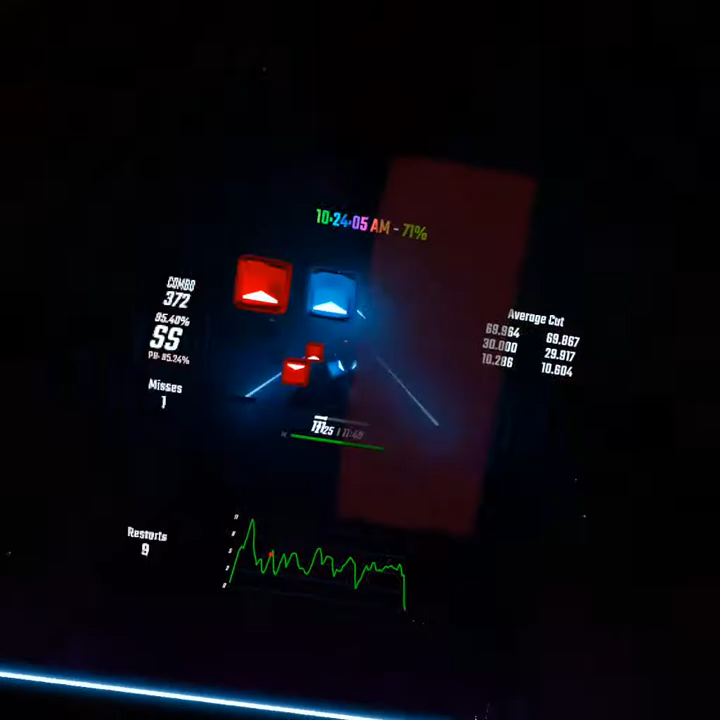 10:24:05 AM - 71%
COMBO
372
95.40%
SS
PB: 95.24%
Misses
1
Average Cut
69.964 69.867
30.000 29.917
10.286 10.604
Restarts
9